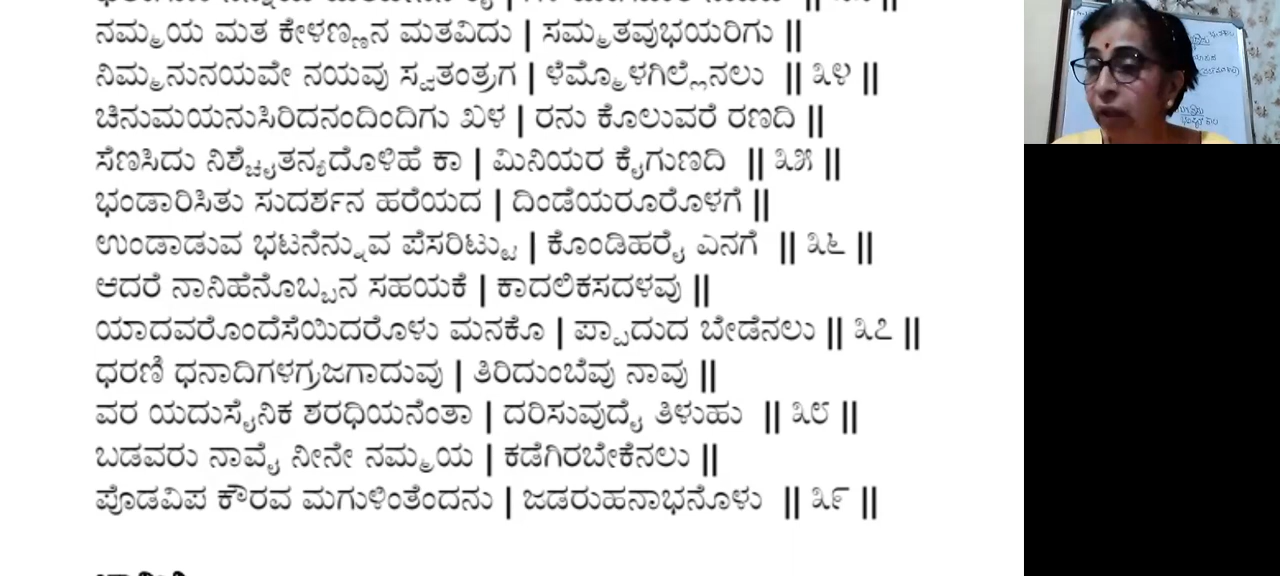 ನಮ್ಮಯ ಮತ ಕೇಳಣ್ಣನ ಮತವಿದು | ಸಮ್ಮತವುಭಯರಿಗು ||
ನಿಮ್ಮನುನಯವೇ ನಯವು ಸ್ವತಂತ್ರಗ | ಳೆಮ್ಮೊಳಗಿಲ್ಲೆನಲು || ೩೪ ||
ಚಿನುಮಯನುಸಿರಿದನಂದಿಂದಿಗು ಖಳ | ರನು ಕೊಲುವರೆ ರಣದಿ ||
ಸೆಣಸಿದು ನಿಶ್ಚೈತನ್ಯದೊಳಿಹೆ ಕಾ | ಮಿನಿಯರ ಕೈಗುಣದಿ || ೩೫ ||
ಭಂಡಾರಿಸಿತು ಸುದರ್ಶನ ಹರೆಯದ | ದಿಂಡೆಯರೂರೊಳಗೆ ||
ಉಂಡಾಡುವ ಭಟನೆನ್ನುವ ಪೆಸರಿಟ್ಟು | ಕೊಂಡಿಹರೈ ಎನಗೆ || ೩೬ ||
ಆದರೆ ನಾನಿಹೆನೊಬ್ಬನ ಸಹಯಕೆ | ಕಾದಲಿಕಸದಳವು ||
ಯಾದವರೊಂದೆಸೆಯಿದರೊಳು ಮನಕೊ | ಪ್ಪಾದುದ ಬೇಡೆನಲು || ೩೭ ||
ಧರಣಿ ಧನಾದಿಗಳಗ್ರಜಗಾದುವು | ತಿರಿದುಂಬೆವು ನಾವು ||
ವರ ಯದುಸೈನಿಕ ಶರಧಿಯನೆಂತಾ | ದರಿಸುವುದೈ ತಿಳುಹು || ೩೮ ||
ಬಡವರು ನಾವೈ ನೀನೇ ನಮ್ಮಯ | ಕಡೆಗಿರಬೇಕೆನಲು ||
ಪೊಡವಿಪ ಕೌರವ ಮಗುಳಿಂತೆಂದನು | ಜಡರುಹನಾಭನೊಳು || ೩೯ ||